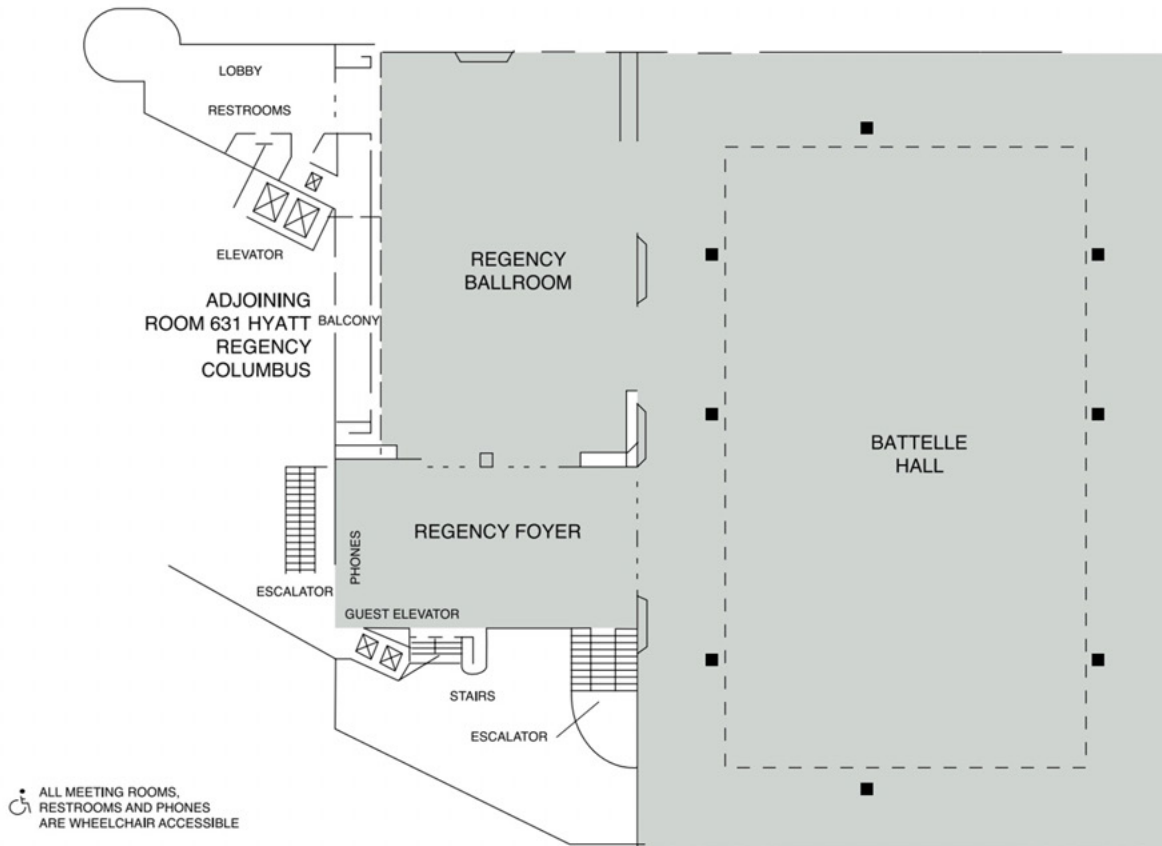 LOBBY
RESTROOMS
ELEVATOR
ADJOINING
ROOM 631 HYATT
REGENCY
COLUMBUS
BALCONY
REGENCY
BALLROOM
BATTELLE
HALL
REGENCY FOYER
PHONES
ESCALATOR
GUEST ELEVATOR
STAIRS
ESCALATOR
ALL MEETING ROOMS,
RESTROOMS AND PHONES
ARE WHEELCHAIR ACCESSIBLE